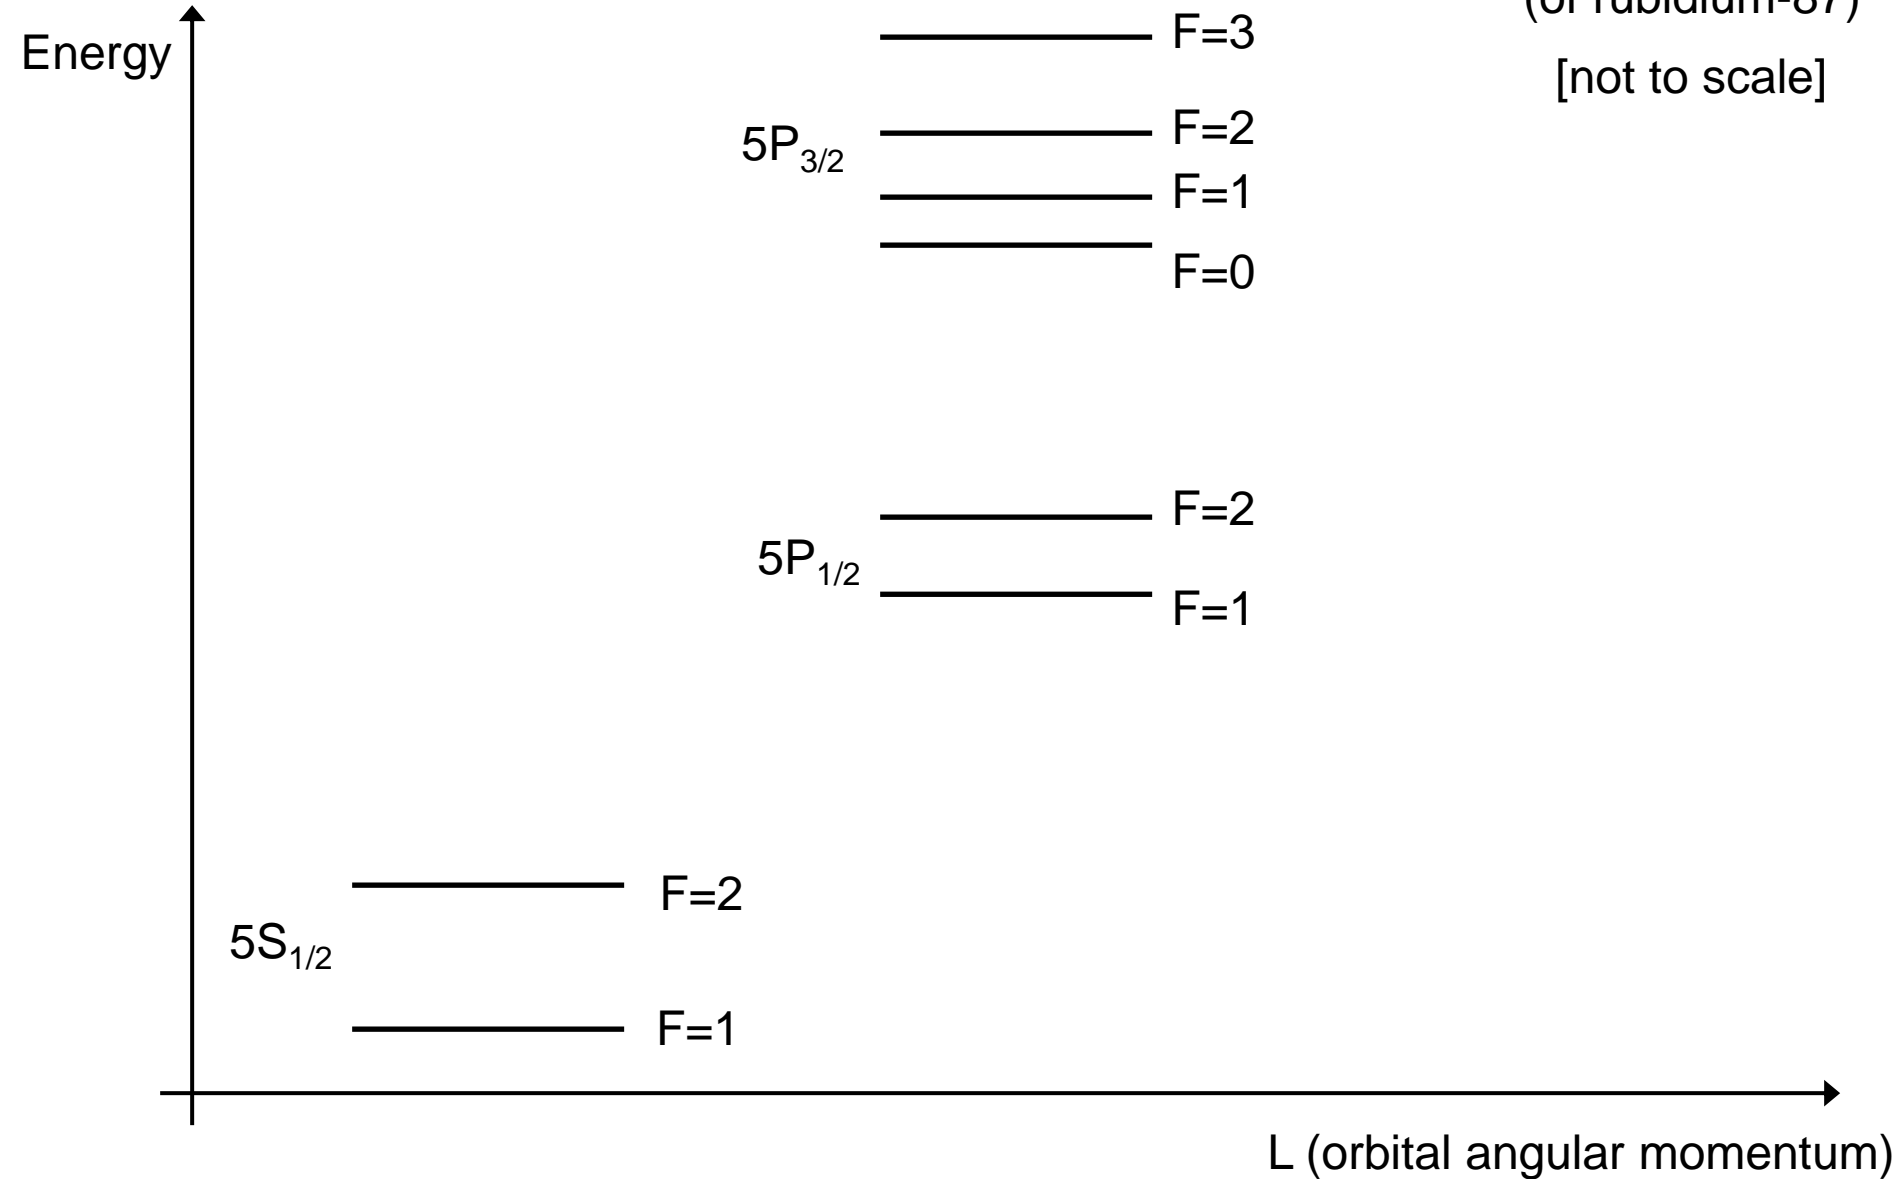 (of rubidium-87)
[not to scale]
Energy
F=3
5P3/2
F=2
F=1
F=0
F=2
5P1/2
F=1
F=2
5S1/2
F=1
L (orbital angular momentum)